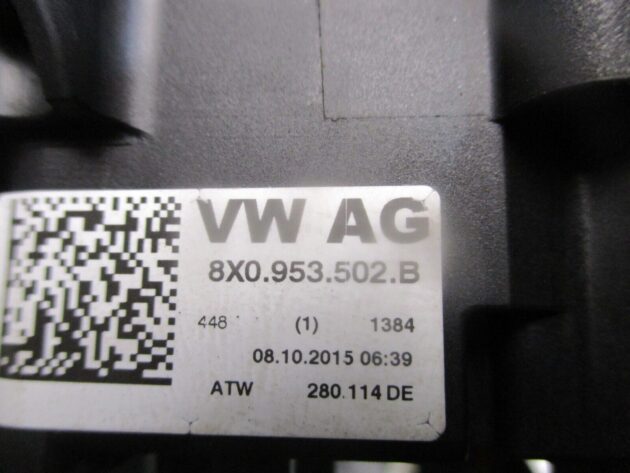 VW AG
8X0.953.502.B
448 (1) 1384
08.10.2015 06:39
ATW 280.114 DE